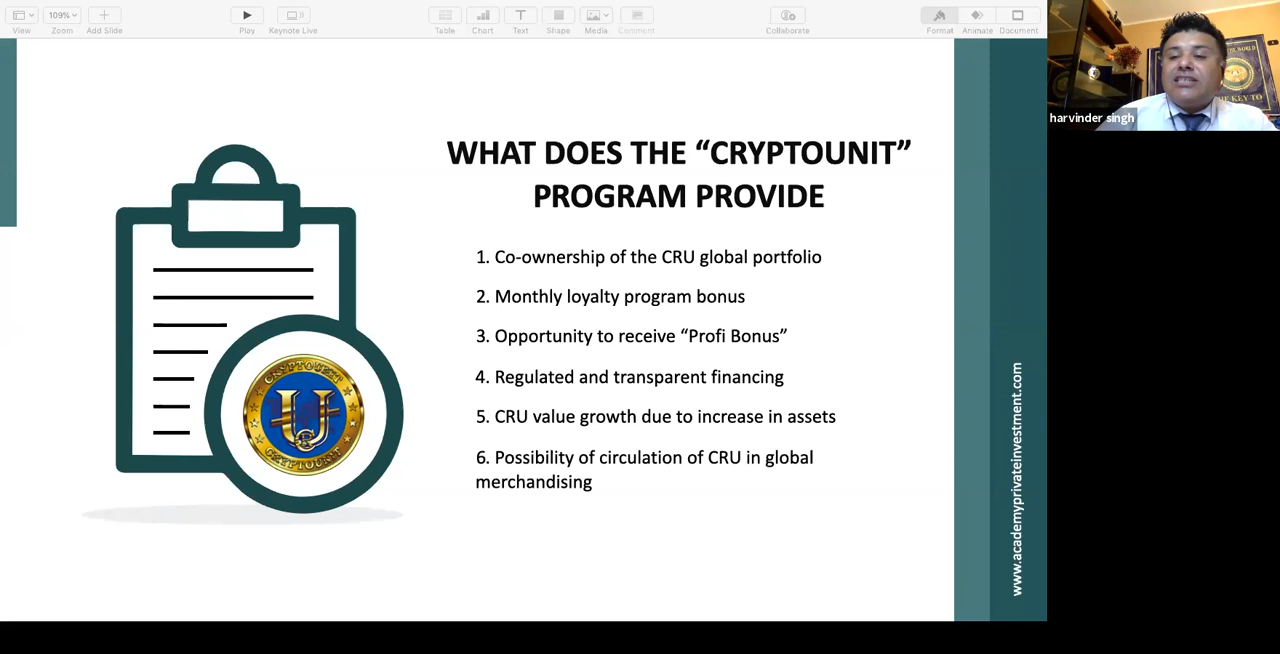 View
109%
Zoom
Add Slide
Play
Keynote Live
Table
Chart
Text
Shape
Media
Comment
Collaborate
Format
Animate
Document
harvinder singh
WHAT DOES THE “CRYPTOUNIT”
PROGRAM PROVIDE
1. Co-ownership of the CRU global portfolio
2. Monthly loyalty program bonus
3. Opportunity to receive “Profi Bonus”
4. Regulated and transparent financing
5. CRU value growth due to increase in assets
6. Possibility of circulation of CRU in global
merchandising
CRYPTOUNIT
CRYPTOUNIT
www.academyprivateinvestment.com